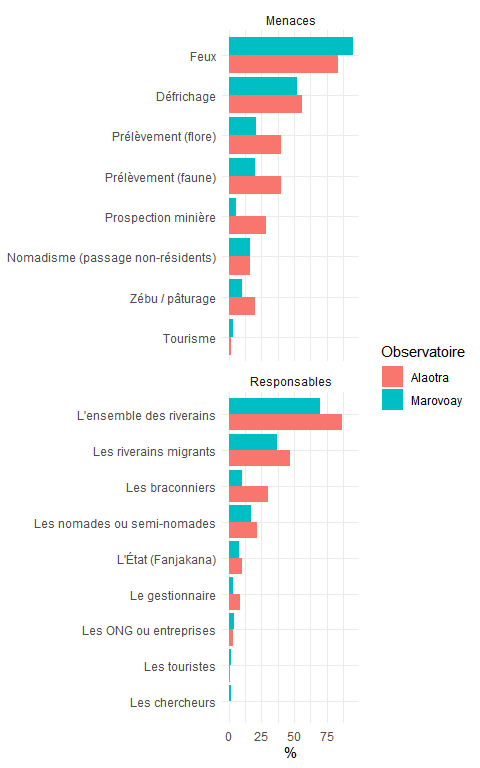 Menaces
Feux
Défrichage
Prélèvement (flore)
Prélèvement (faune)
Prospection minière
Nomadisme (passage non-résidents)
Zébu / pâturage
Tourisme
Observatoire
Alaotra
Marovoay
Responsables
L'ensemble des riverains
Les riverains migrants
Les braconniers
Les nomades ou semi-nomades
L'État (Fanjakana)
Le gestionnaire
Les ONG ou entreprises
Les touristes
Les chercheurs
0 25 50 75
%